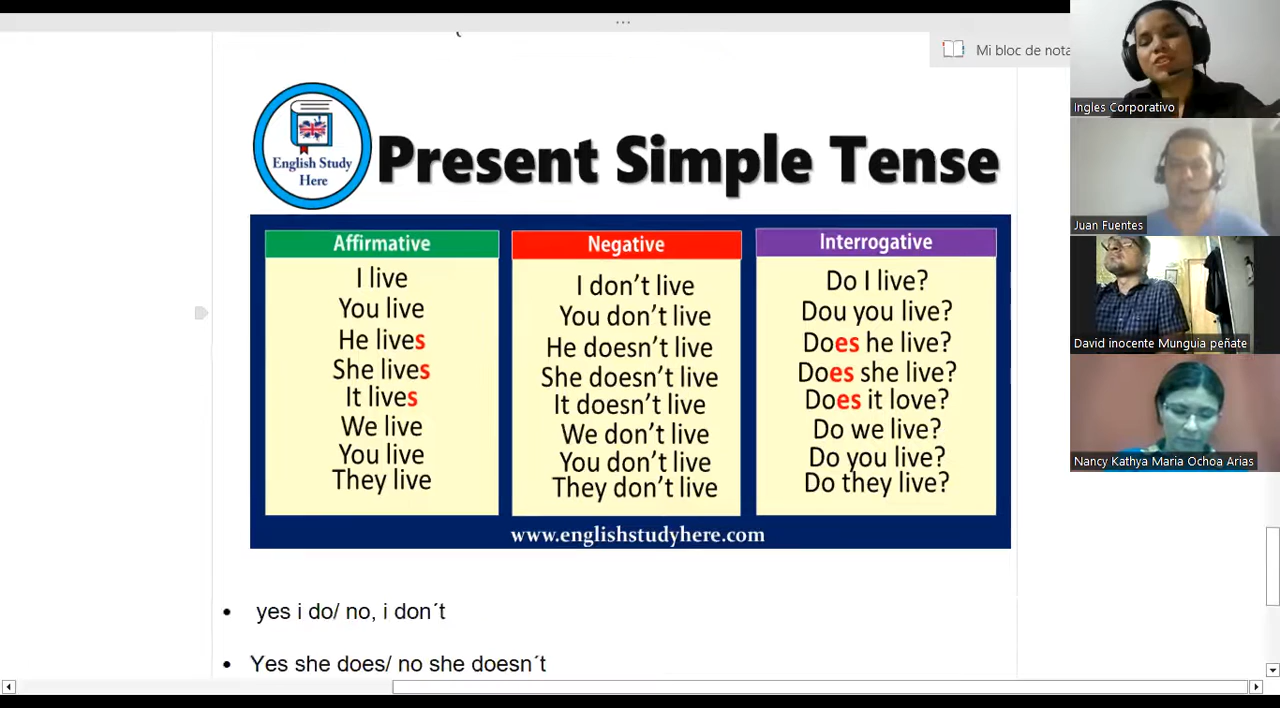 Mi bloc de nota
English Study
Here
Present Simple Tense
Affirmative
I live
You live
He lives
She lives
It lives
We live
You live
They live
Negative
I don't live
You don't live
He doesn't live
She doesn't live
It doesn't live
We don't live
You don't live
They don't live
Interrogative
Do I live?
Dou you live?
Does he live?
Does she live?
Does it love?
Do we live?
Do you live?
Do they live?
www.englishstudyhere.com
• yes i do/ no, i don´t
• Yes she does/ no she doesn´t
Ingles Corporativo
Juan Fuentes
David inocente Munguia peñate
Nancy Kathya Maria Ochoa Arias